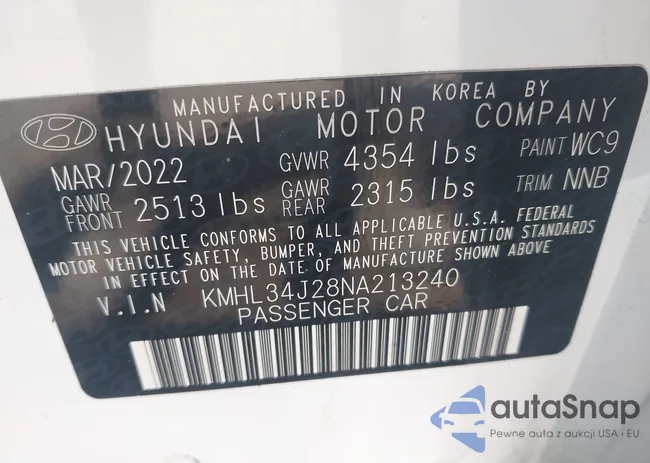 MANUFACTURED IN KOREA BY
HYUNDAI MOTOR COMPANY
MAR/2022 GVWR 4354 lbs PAINT WC9
GAWR FRONT 2513 lbs GAWR REAR 2315 lbs TRIM NNB
THIS VEHICLE CONFORMS TO ALL APPLICABLE U.S.A. FEDERAL
MOTOR VEHICLE SAFETY, BUMPER, AND THEFT PREVENTION STANDARDS
IN EFFECT ON THE DATE OF MANUFACTURE SHOWN ABOVE
V.I.N KMHL34J28NA213240
PASSENGER CAR
autaSnap
Pewne auta z aukcji USA i EU